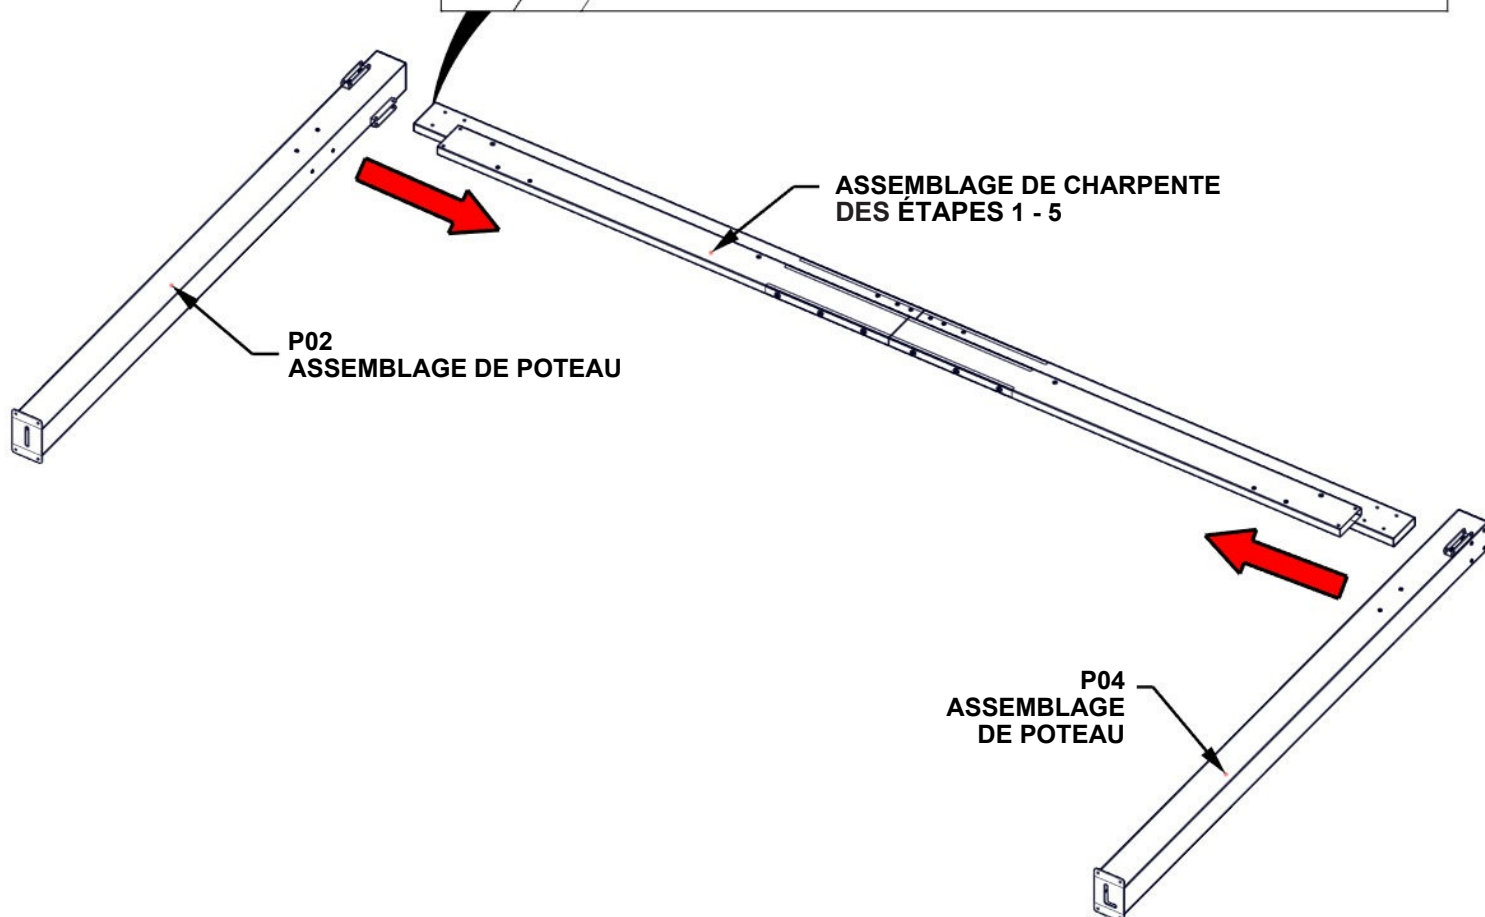 ASSEMBLAGE DE CHARPENTE
DES ÉTAPES 1 - 5
P02
ASSEMBLAGE DE POTEAU
I
P04
ASSEMBLAGE
DE POTEAU
L